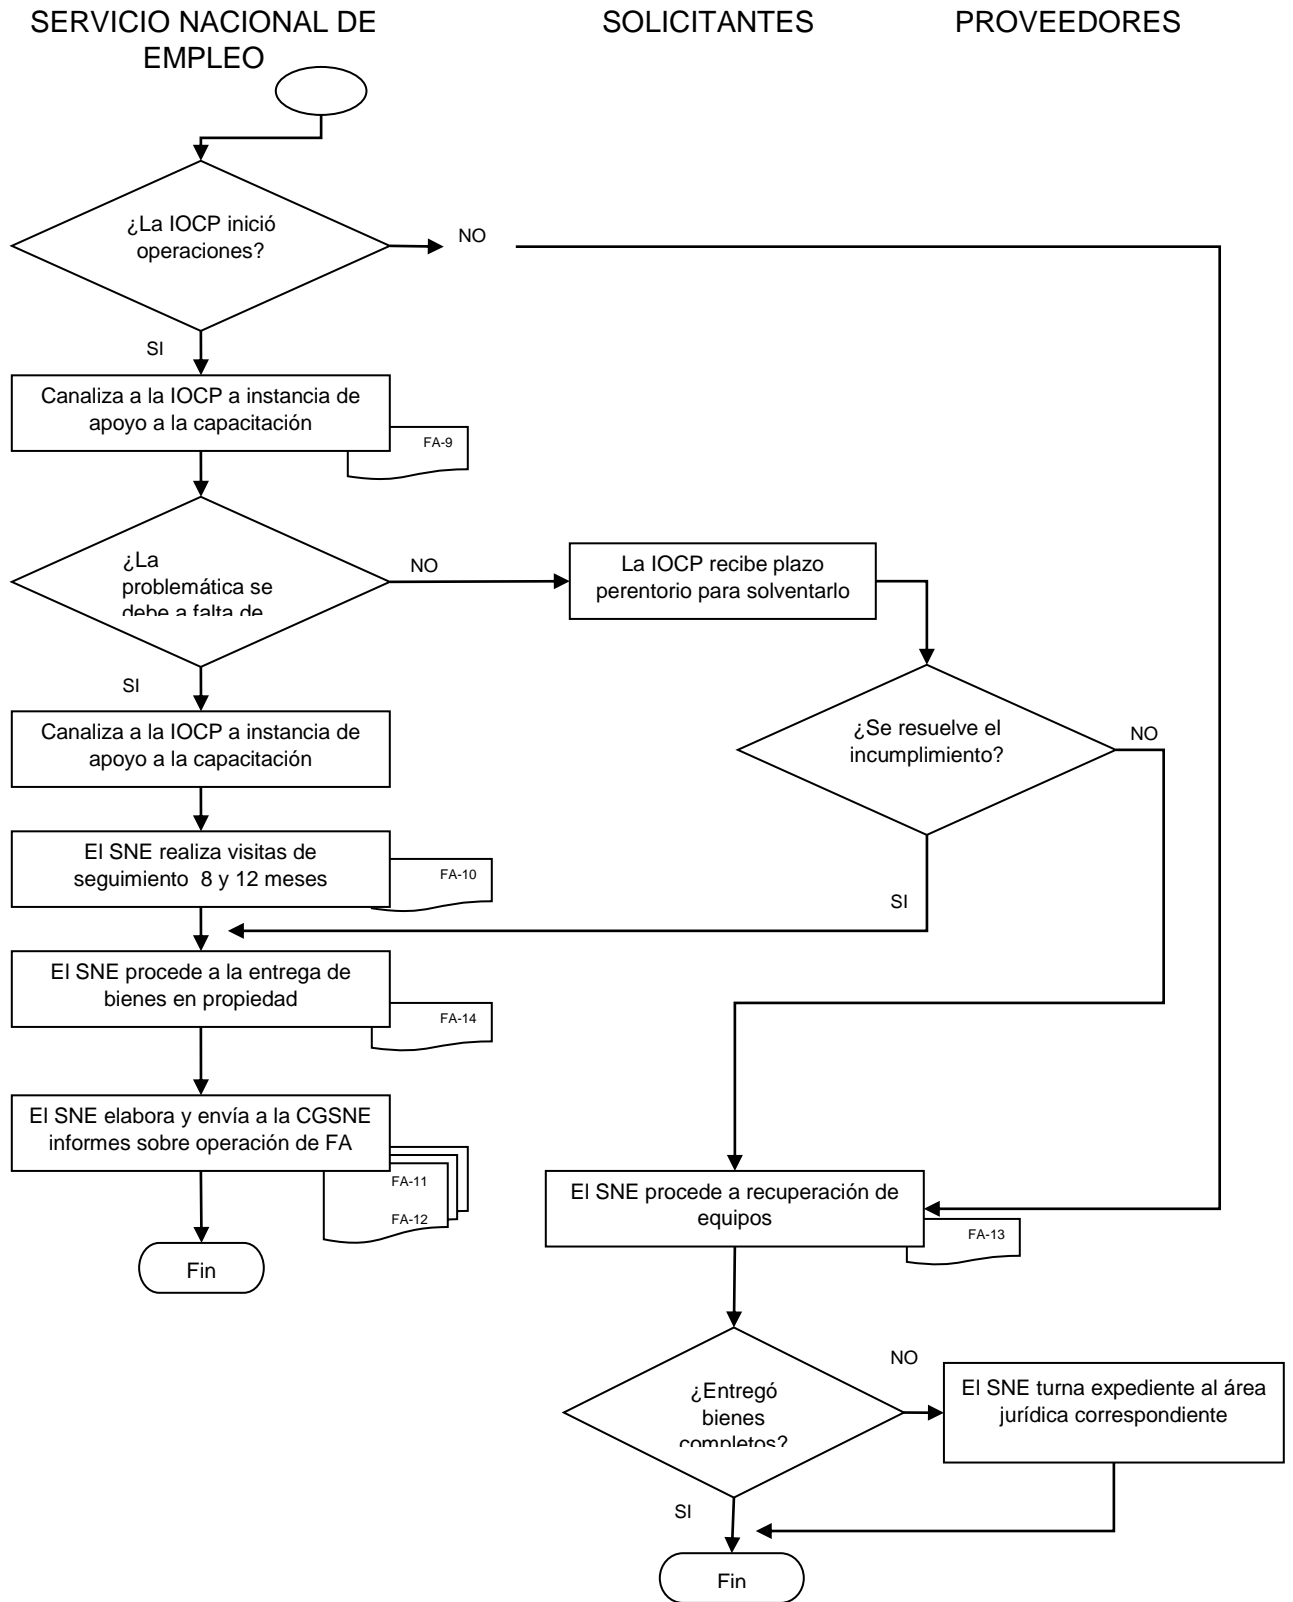 SERVICIO NACIONAL DE
EMPLEO
SOLICITANTES
PROVEEDORES
¿La IOCP inició
operaciones?
NO
SI
Canaliza a la IOCP a instancia de
apoyo a la capacitación
FA-9
¿La
problemática se
debe a falta de
NO
La IOCP recibe plazo
perentorio para solventarlo
SI
Canaliza a la IOCP a instancia de
apoyo a la capacitación
¿Se resuelve el
incumplimiento?
NO
El SNE realiza visitas de
seguimiento 8 y 12 meses
FA-10
SI
El SNE procede a la entrega de
bienes en propiedad
FA-14
El SNE elabora y envía a la CGSNE
informes sobre operación de FA
FA-11
FA-12
Fin
El SNE procede a recuperación de
equipos
FA-13
¿Entregó
bienes
completos?
NO
El SNE turna expediente al área
jurídica correspondiente
SI
Fin